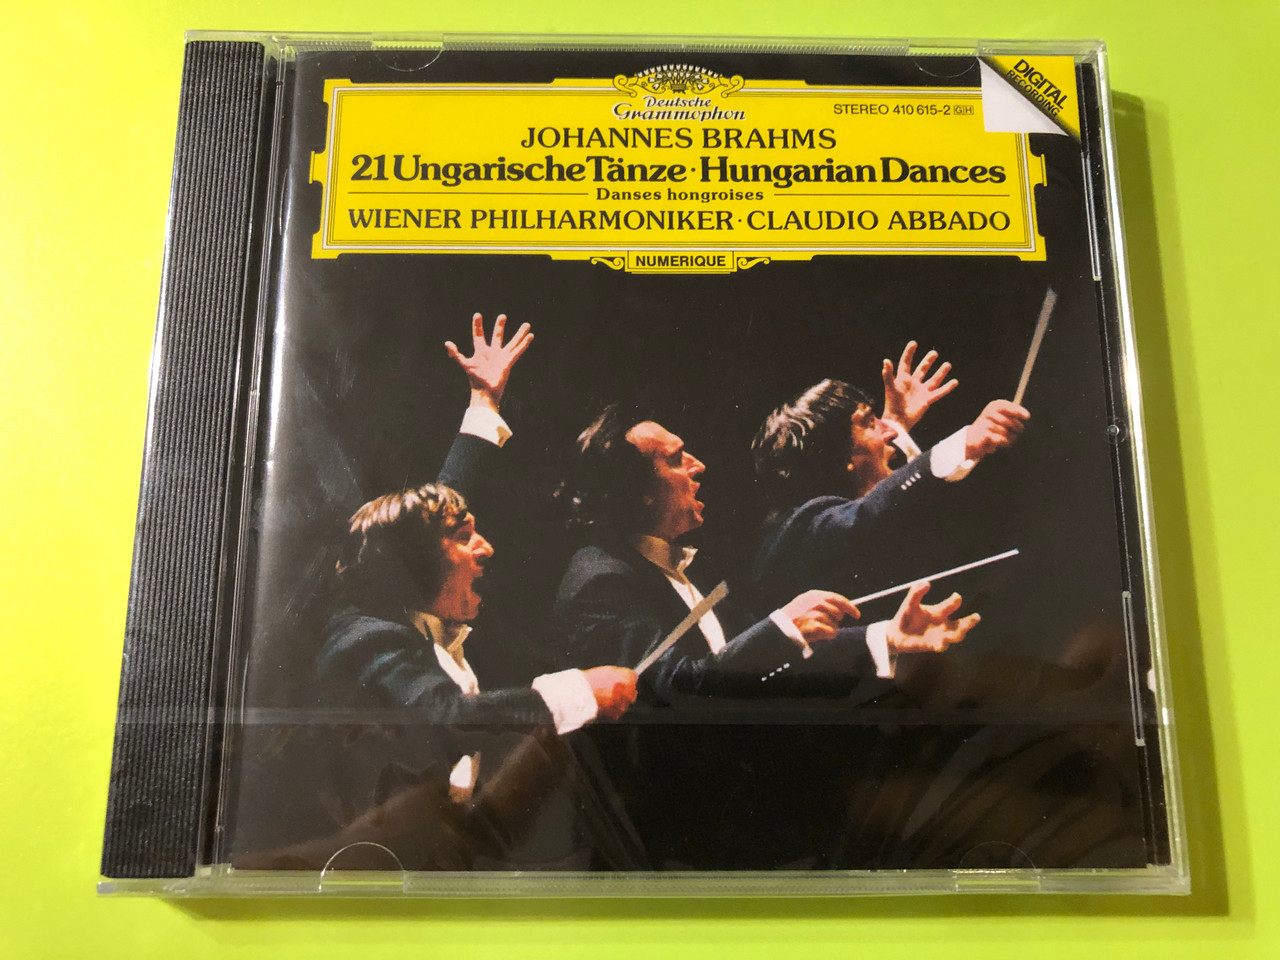 Deutsche
Grammophon
STEREO 410 615-2 GH
DIGITAL
RECORDING
JOHANNES BRAHMS
21 Ungarische Tänze · Hungarian Dances
Danses hongroises
WIENER PHILHARMONIKER · CLAUDIO ABBADO
NUMERIQUE